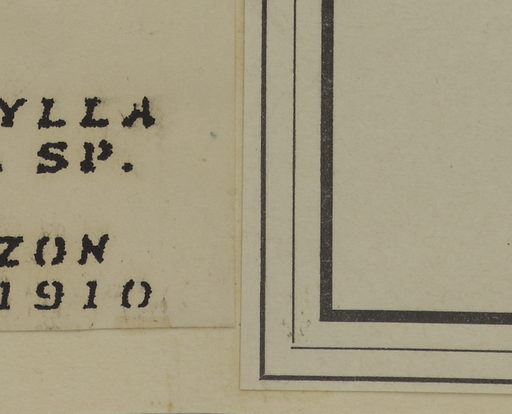 YLLA
. SP.
ZON
1910